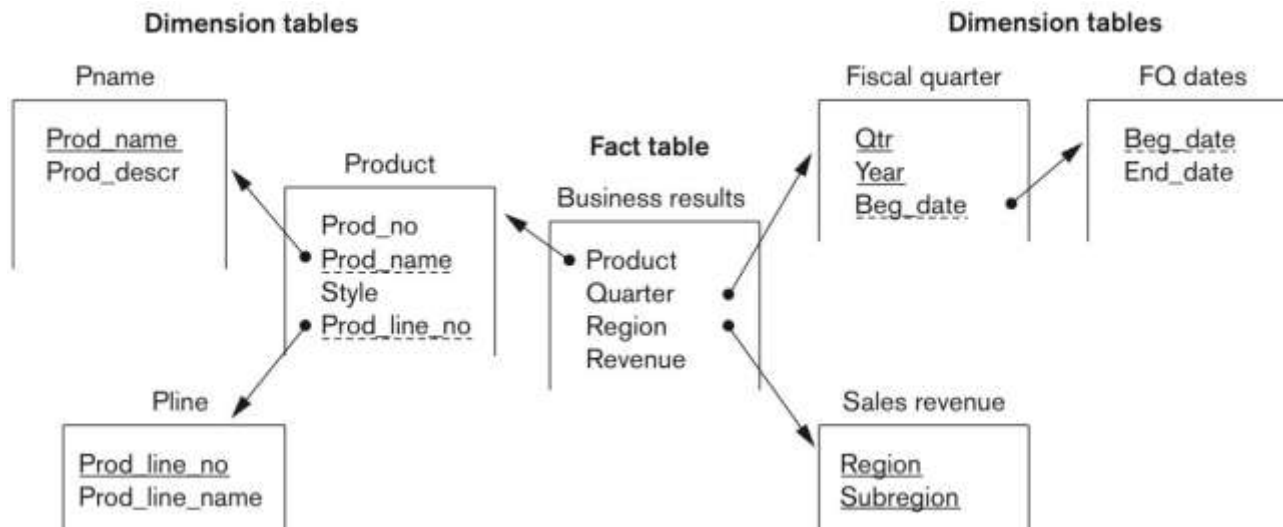 Dimension tables
Dimension tables
Pname
Prod_name
Prod_descr
Product
Prod_no
Prod_name
Style
Prod_line_no
Pline
Prod_line_no
Prod_line_name
Fact table
Business results
Product
Quarter
Region
Revenue
Fiscal quarter
Qtr
Year
Beg_date
FQ dates
Beg_date
End_date
Sales revenue
Region
Subregion